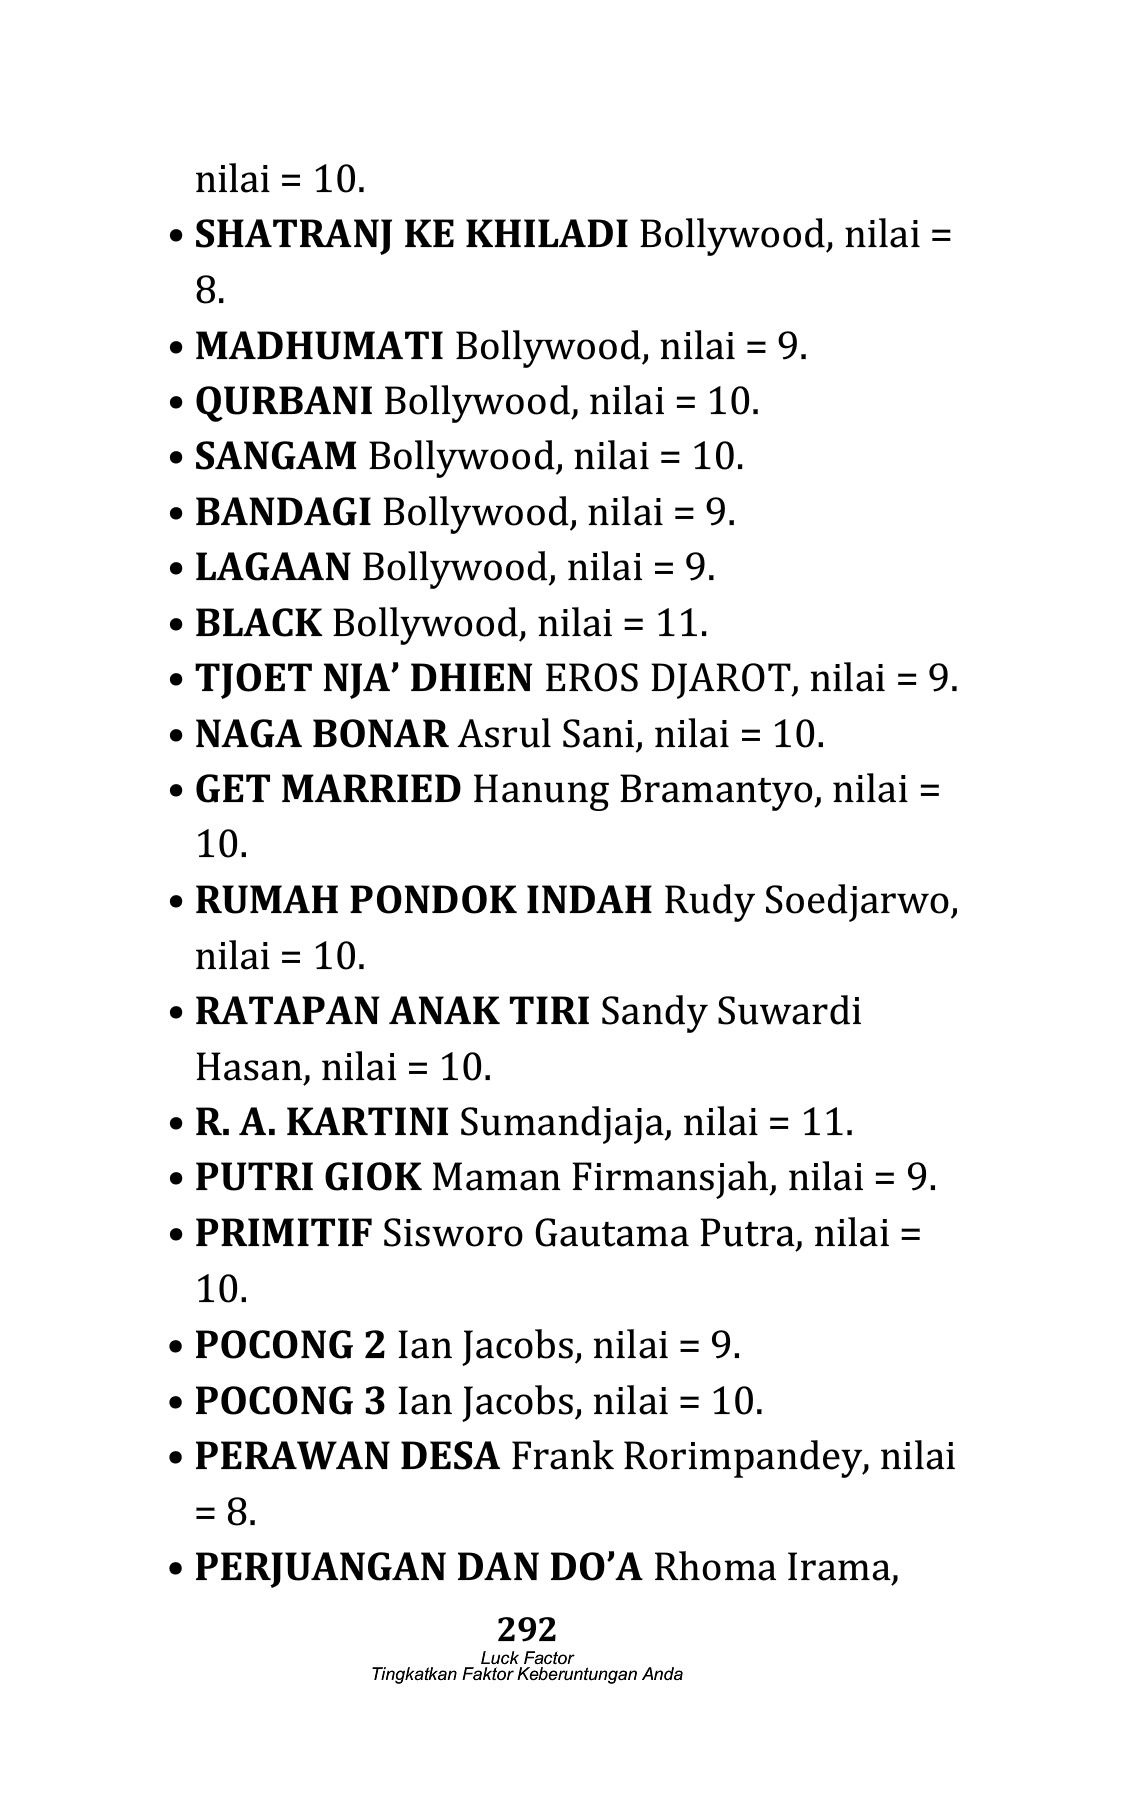 nilai = 10.
• SHATRANJ KE KHILADI Bollywood, nilai =
8.
• MADHUMATI Bollywood, nilai = 9.
• QURBANI Bollywood, nilai = 10.
• SANGAM Bollywood, nilai = 10.
• BANDAGI Bollywood, nilai = 9.
• LAGAAN Bollywood, nilai = 9.
• BLACK Bollywood, nilai = 11.
• TJOET NJA’ DHIEN EROS DJAROT, nilai = 9.
• NAGA BONAR Asrul Sani, nilai = 10.
• GET MARRIED Hanung Bramantyo, nilai =
10.
• RUMAH PONDOK INDAH Rudy Soedjarwo,
nilai = 10.
• RATAPAN ANAK TIRI Sandy Suwardi
Hasan, nilai = 10.
• R. A. KARTINI Sumandjaja, nilai = 11.
• PUTRI GIOK Maman Firmansjah, nilai = 9.
• PRIMITIF Sisworo Gautama Putra, nilai =
10.
• POCONG 2 Ian Jacobs, nilai = 9.
• POCONG 3 Ian Jacobs, nilai = 10.
• PERAWAN DESA Frank Rorimpandey, nilai
= 8.
• PERJUANGAN DAN DO’A Rhoma Irama,
292
Luck Factor
Tingkatkan Faktor Keberuntungan Anda